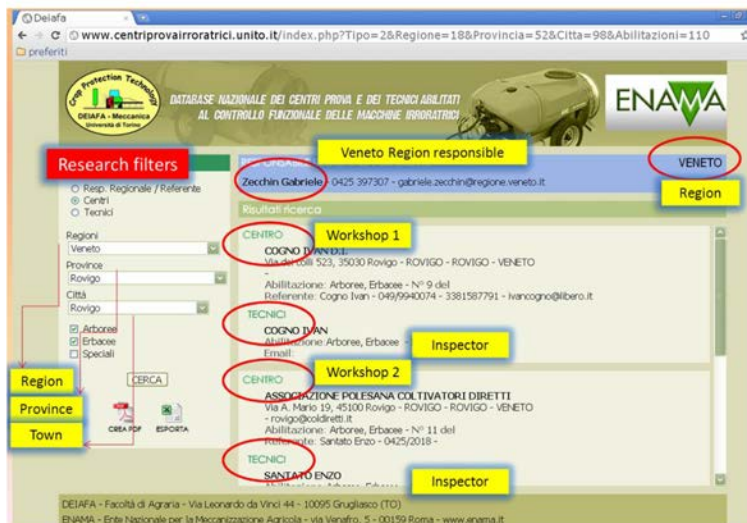 Deiafa
www.centriprovairroratrici.unito.it/index.php?Tipo=2&Regione=18&Provincia=52&Citta=98&Abilitazioni=110
preferiti
Crop Protection Technology
DEIAFA - Meccanica
Università di Torino
DATABASE NAZIONALE DEI CENTRI PROVA E DEI TECNICI ABILITATI
AL CONTROLLO FUNZIONALE DELLE MACCHINE IRRORATRICI
ENAMA
Research filters
Veneto Region responsible
VENETO
Zecchin Gabriele - 0425 397307 - gabriele.zecchin@regione.veneto.it
Region
Resp. Regionale / Referente
Centri
Tecnici
Risultati ricerca
Regioni
Veneto
Province
Rovigo
Città
Rovigo
Arboree
Erbacee
Speciali
CERCA
CREA PDF
ESPORTA
Region
Province
Town
CENTRO
Workshop 1
COGNO IVAN D.I.
Via dei colli 523, 35030 Rovigo - ROVIGO - ROVIGO - VENETO
-
Abilitazione: Arboree, Erbacee - N° 9 del
Referente: Cogno Ivan - 049/9940074 - 3381587791 - ivancogno@libero.it
TECNICI
COGNO IVAN
Abilitazione: Arboree, Erbacee -
Email:
Inspector
CENTRO
Workshop 2
ASSOCIAZIONE POLESANA COLTIVATORI DIRETTI
Via A. Mario 19, 45100 Rovigo - ROVIGO - ROVIGO - VENETO
- rovigo@coldiretti.it
Abilitazione: Arboree, Erbacee - N° 11 del
Referente: Santato Enzo - 0425/2018 -
TECNICI
SANTATO ENZO
Abilitazione: Arboree, Erbacee
Inspector
DEIAFA - Facoltà di Agraria - Via Leonardo da Vinci 44 - 10095 Grugliasco (TO)
ENAMA - Ente Nazionale per la Meccanizzazione Agricola - via Venafro, 5 - 00159 Roma - www.enama.it